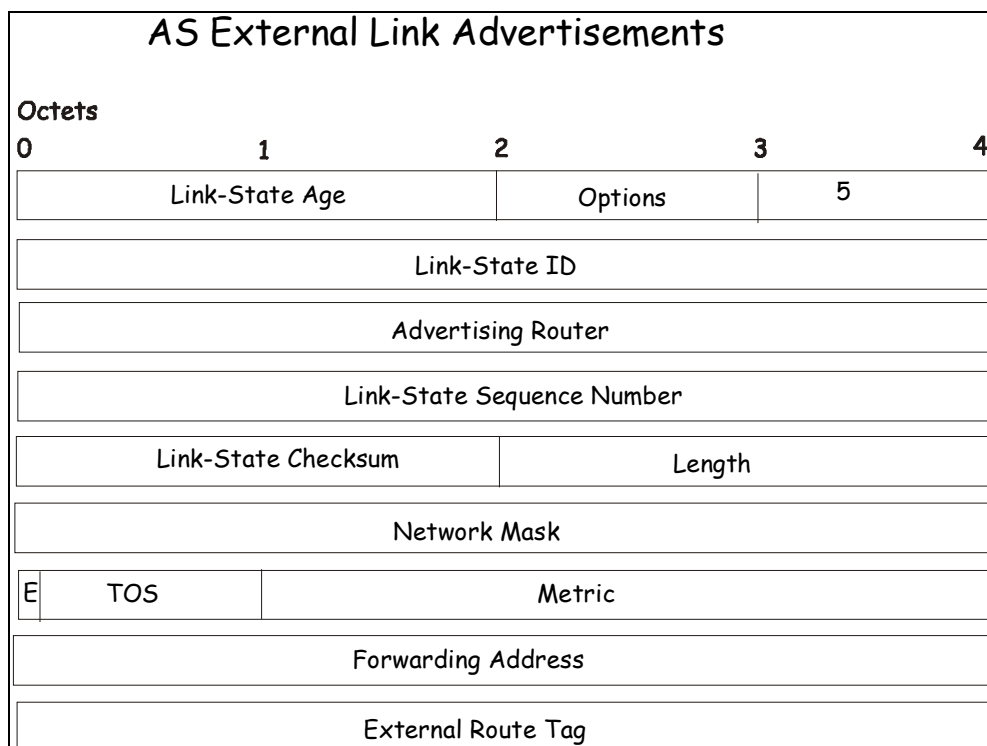 AS External Link Advertisements
Octets
0 1 2 3 4
Link-State Age Options 5
Link-State ID
Advertising Router
Link-State Sequence Number
Link-State Checksum Length
Network Mask
E TOS Metric
Forwarding Address
External Route Tag